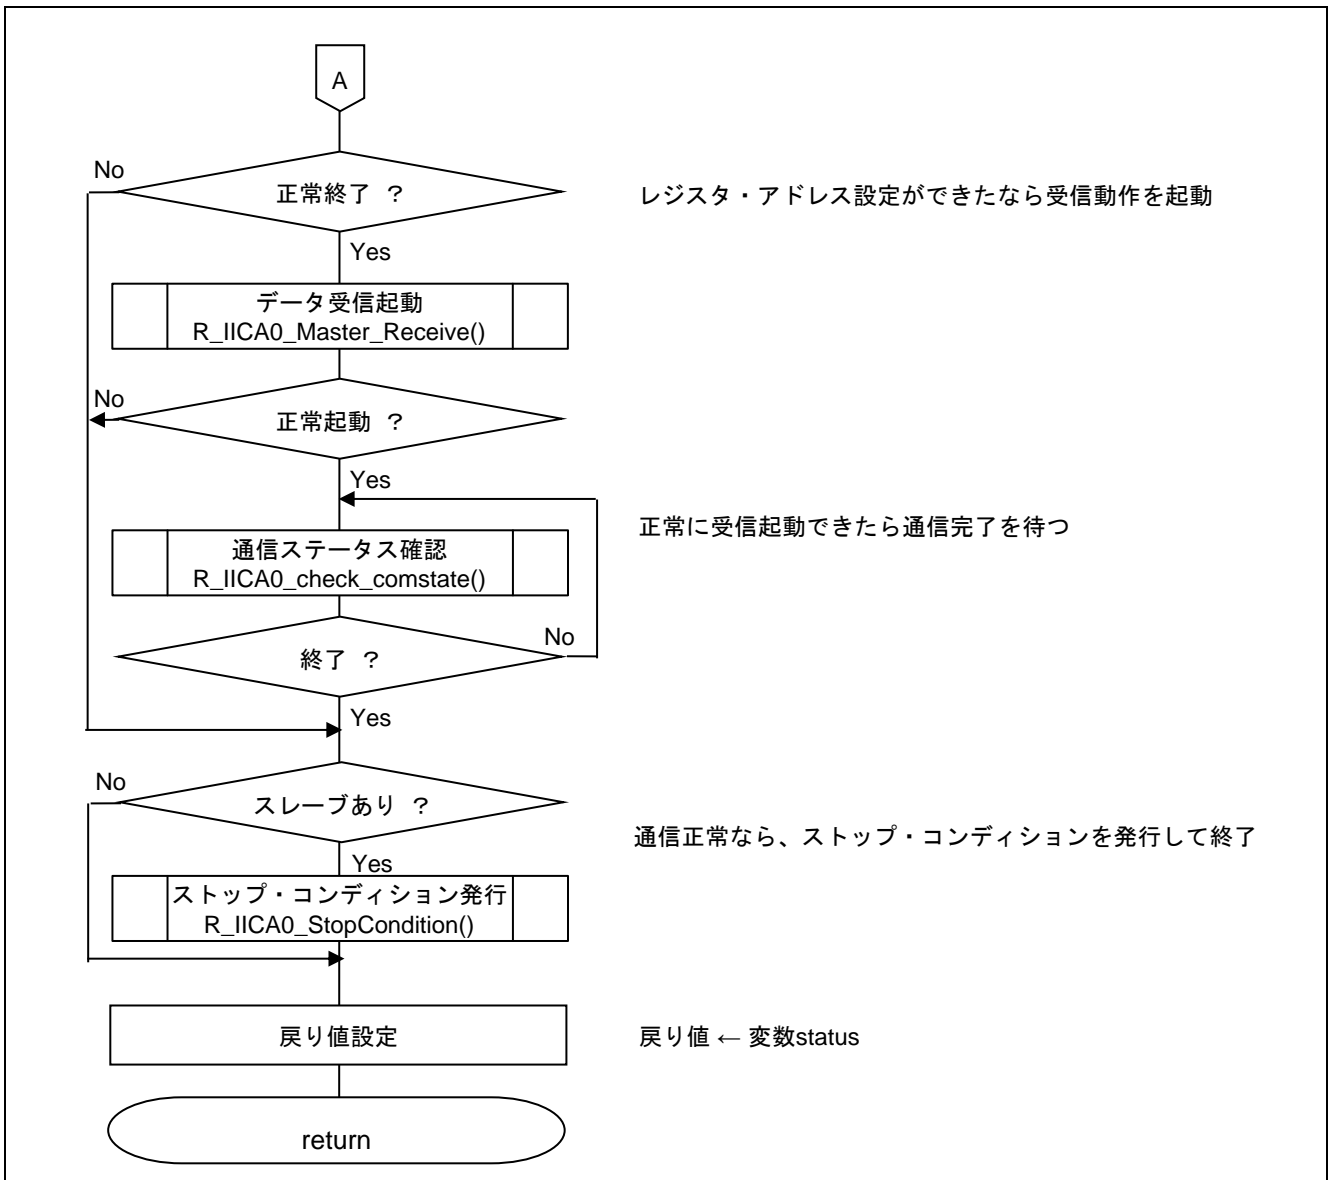 A
No
正常終了 ?
レジスタ・アドレス設定ができたなら受信動作を起動
Yes
データ受信起動
R_IICA0_Master_Receive()
No
正常起動 ?
Yes
正常に受信起動できたら通信完了を待つ
通信ステータス確認
R_IICA0_check_comstate()
No
終了 ?
Yes
No
スレーブあり ?
通信正常なら、ストップ・コンディションを発行して終了
Yes
ストップ・コンディション発行
R_IICA0_StopCondition()
戻り値設定
戻り値 ← 変数status
return